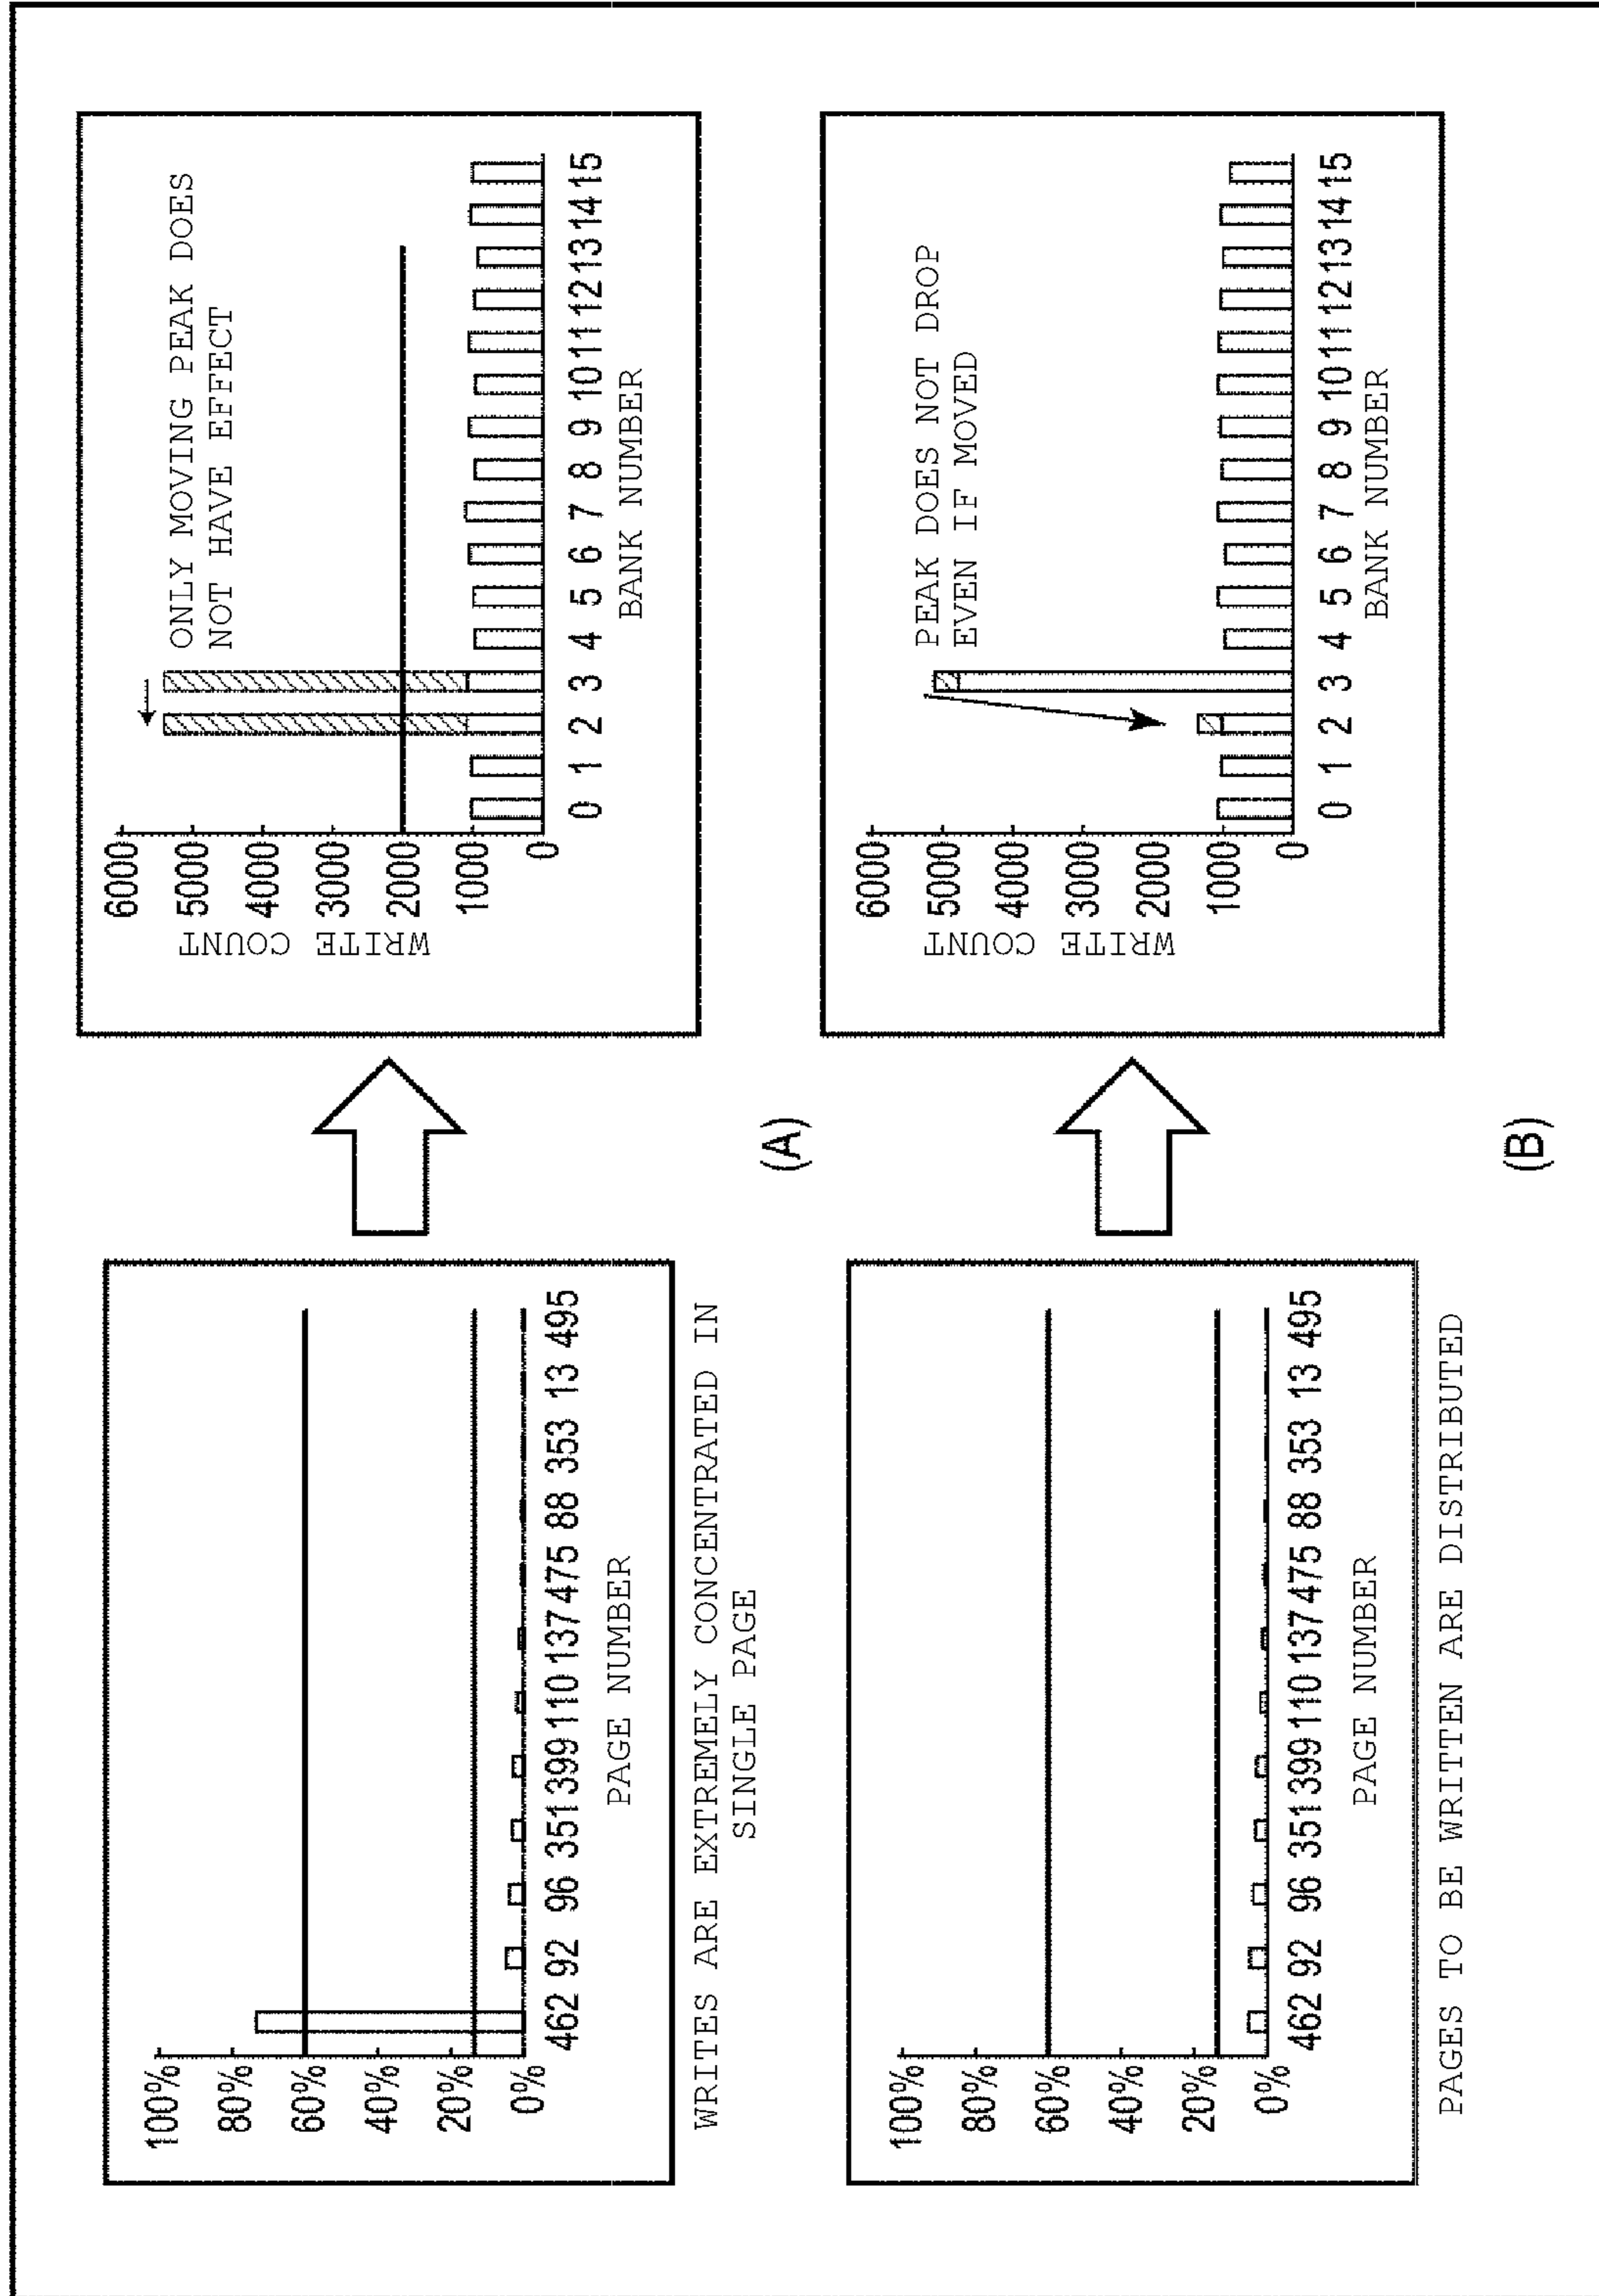 100%
80%
60%
40%
20%
0%
462 92 96 351 399 110 137 475 88 353 13 495
PAGE NUMBER
WRITES ARE EXTREMELY CONCENTRATED IN
SINGLE PAGE
WRITE COUNT
6000
5000
4000
3000
2000
1000
0
ONLY MOVING PEAK DOES
NOT HAVE EFFECT
0 1 2 3 4 5 6 7 8 9 10 11 12 13 14 15
BANK NUMBER
(A)
100%
80%
60%
40%
20%
0%
462 92 96 351 399 110 137 475 88 353 13 495
PAGE NUMBER
PAGES TO BE WRITTEN ARE DISTRIBUTED
WRITE COUNT
6000
5000
4000
3000
2000
1000
0
PEAK DOES NOT DROP
EVEN IF MOVED
0 1 2 3 4 5 6 7 8 9 10 11 12 13 14 15
BANK NUMBER
(B)